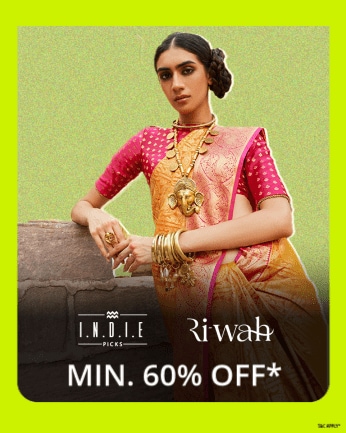 I.N.D.I.E
PICKS
Ri-wah
MIN. 60% OFF*
T&C APPLY*